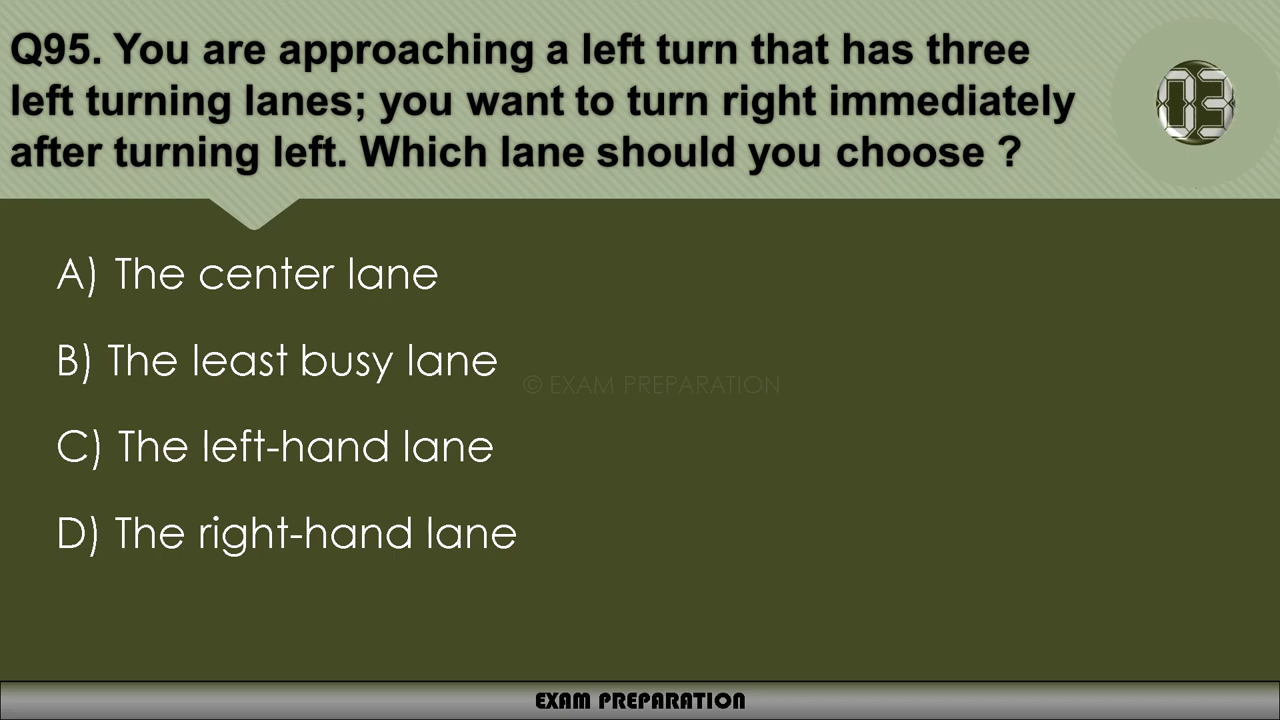 Q95. You are approaching a left turn that has three
left turning lanes; you want to turn right immediately
after turning left. Which lane should you choose ?
03
A) The center lane
B) The least busy lane
© EXAM PREPARATION
C) The left-hand lane
D) The right-hand lane
EXAM PREPARATION